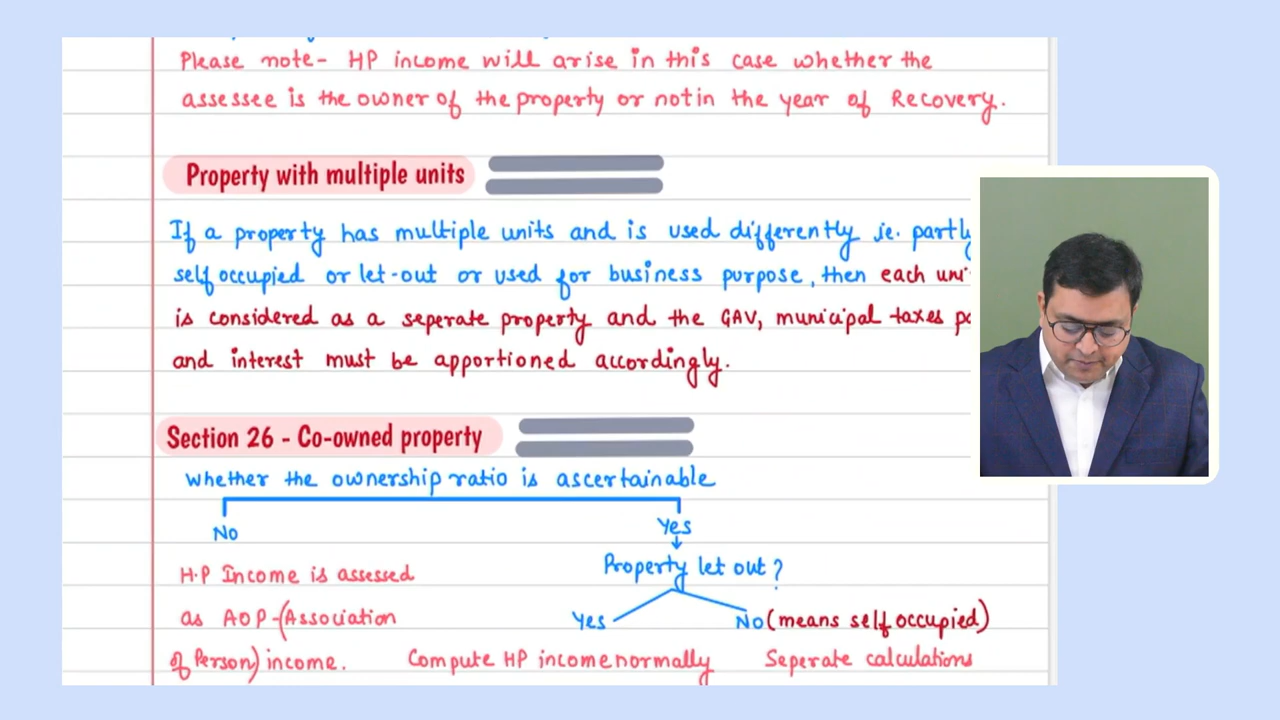 Please note- HP income will arise in this case whether the
assessee is the owner of the property or not in the year of Recovery.
Property with multiple units
If a property has multiple units and is used differently ie. partly
self occupied or let-out or used for business purpose, then each
is considered as a seperate property and the GAV, municipal taxes
and interest must be apportioned accordingly.
Section 26 - Co-owned property
Whether the ownership ratio is ascertainable
No
Yes
Property let out?
H.P Income is assessed
as AOP-(Association
of Person) income.
Yes
No (means self occupied)
Compute HP income normally
Seperate calculations